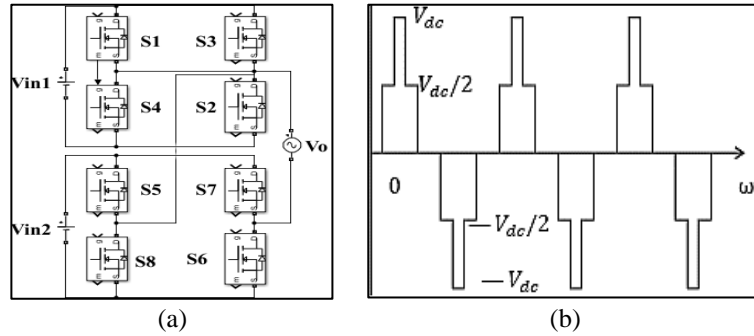 S1
S3
Vin1
S4
S2
Vo
S5
S7
Vin2
S8
S6
(a)
V_dc
V_dc/2
0
ω
—V_dc/2
—V_dc
(b)